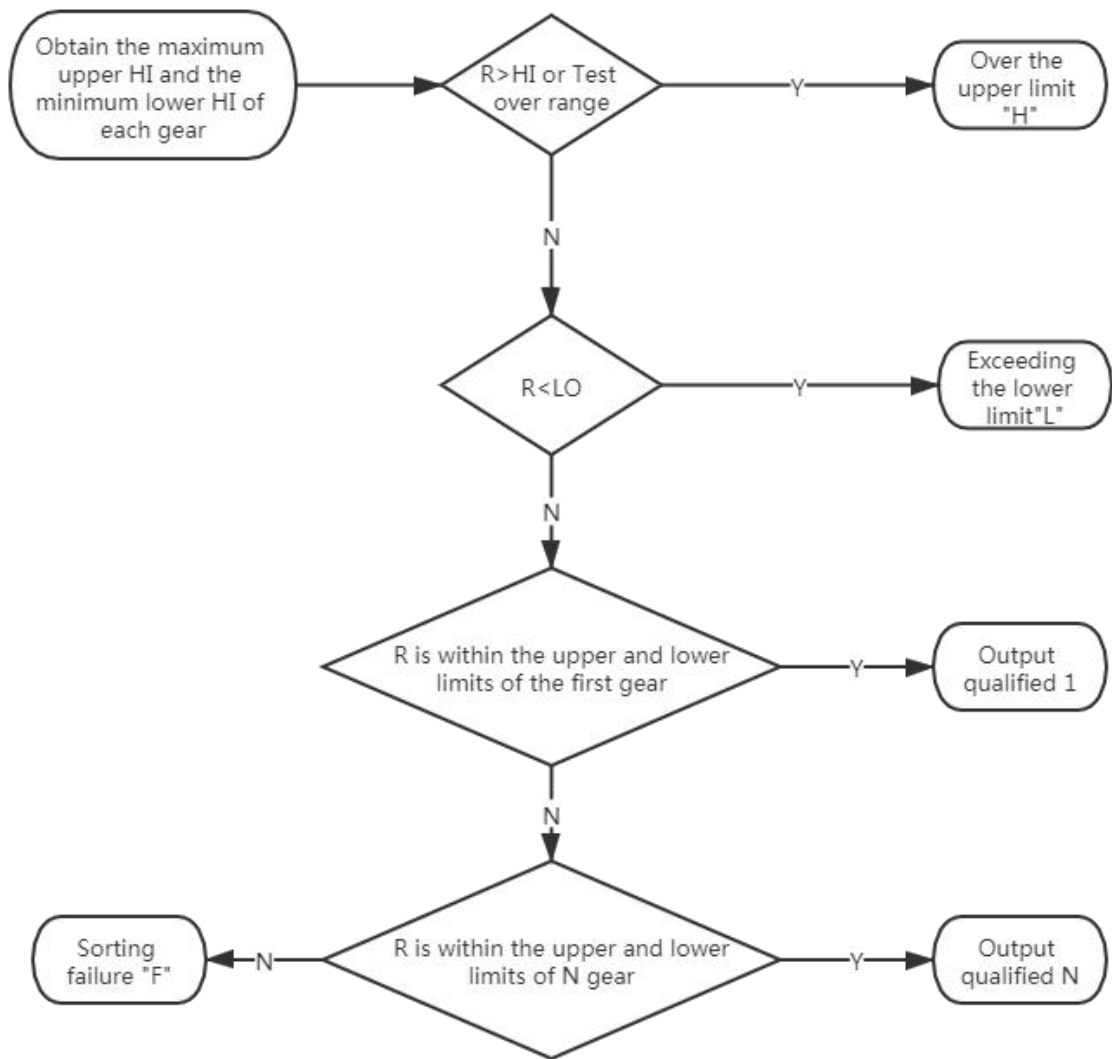 Obtain the maximum
upper HI and the
minimum lower HI of
each gear
R>HI or Test
over range
Y
Over the
upper limit
"H"
N
R<LO
Y
Exceeding
the lower
limit"L"
N
R is within the upper and lower
limits of the first gear
Y
Output
qualified 1
N
Sorting
failure "F"
N
R is within the upper and lower
limits of N gear
Y
Output
qualified N